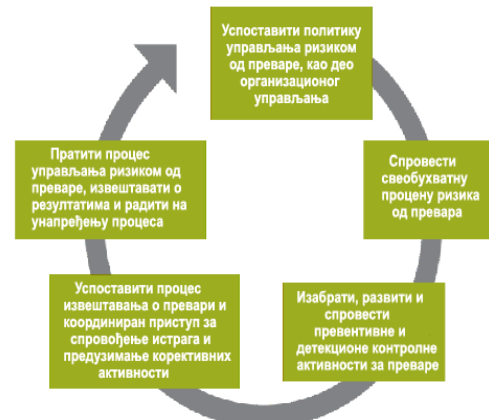 Успоставити политику
управљања ризиком
од преваре, као део
организационог
управљања
Спровести
свеобухватну
процену ризика
од превара
Изабрати, развити и
спровести
превентивне и
детекционе контролне
активности за преваре
Успоставити процес
извештавања о превари и
координиран приступ за
спровођење истрага и
предузимање корективних
активности
Пратити процес
управљања ризиком од
преваре, извештавати о
резултатима и радити на
унапређењу процеса